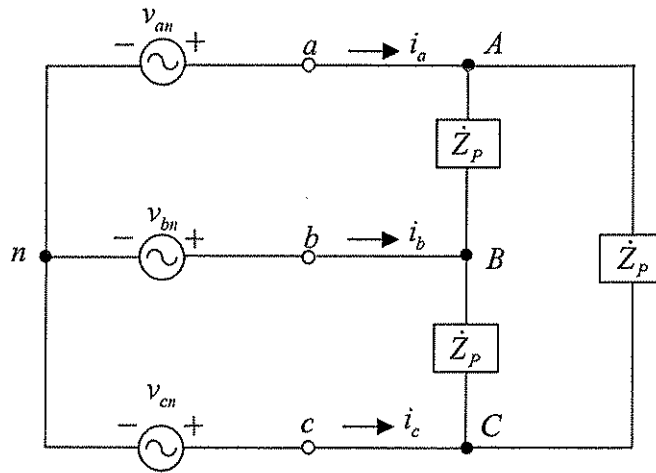 v_an
− +
a i_a A
Ż_P
v_bn
− +
n b i_b B
Ż_P
Ż_P
v_cn
− +
c i_c C